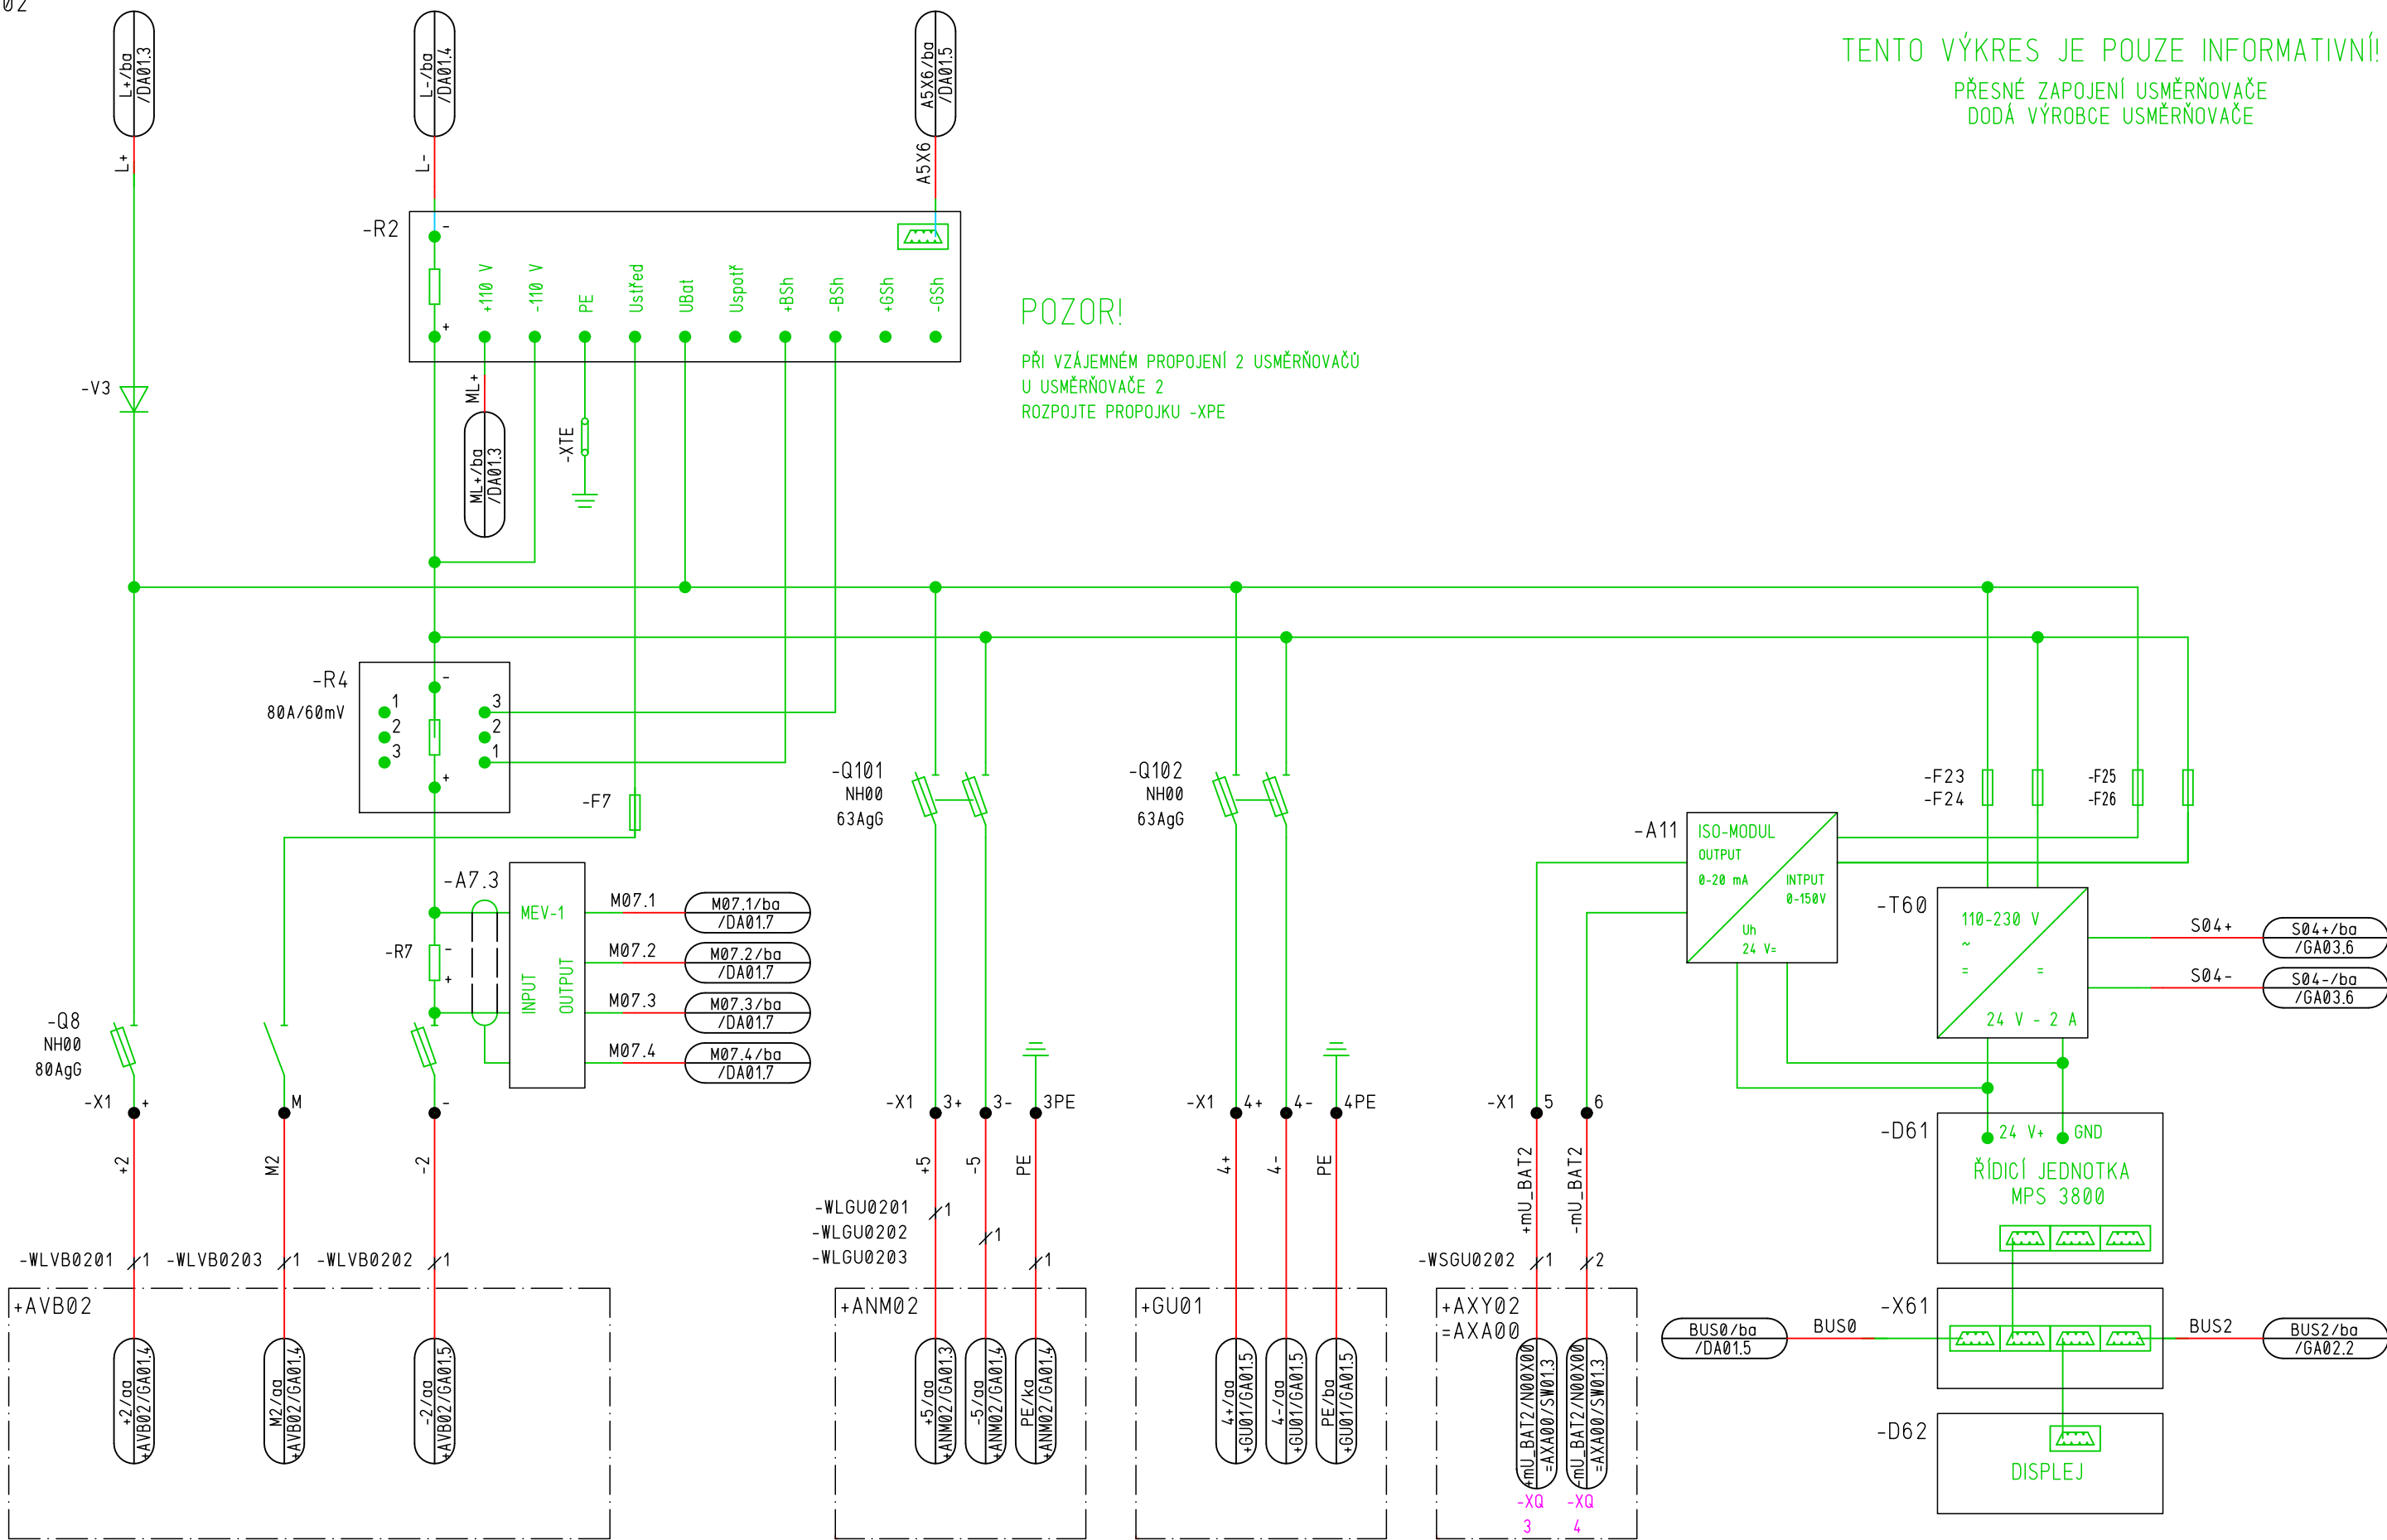 02
TENTO VÝKRES JE POUZE INFORMATIVNÍ!
PŘESNÉ ZAPOJENÍ USMĚRŇOVAČE
DODÁ VÝROBCE USMĚRŇOVAČE
L+/ba
/DA01.3
L-/ba
/DA01.4
A5X6/ba
/DA01.5
L+
L-
A5X6
-R2
-
+
+110 V
-110 V
PE
Ustřed
UBat
Uspotř
+BSh
-BSh
+GSh
-GSh
POZOR!
PŘI VZÁJEMNÉM PROPOJENÍ 2 USMĚRŇOVAČŮ
U USMĚRŇOVAČE 2
ROZPOJTE PROPOJKU -XPE
-V3
ML+
ML+/ba
/DA01.3
-XTE
-R4
80A/60mV
-
+
1
2
3
3
2
1
-F7
-Q101
NH00
63AgG
-Q102
NH00
63AgG
-F23
-F24
-F25
-F26
-A11
ISO-MODUL
OUTPUT
0-20 mA
INTPUT
0-150V
Uh
24 V=
-T60
110-230 V
~
=
=
24 V - 2 A
S04+
S04+/ba
/GA03.6
S04-
S04-/ba
/GA03.6
-A7.3
MEV-1
INPUT
OUTPUT
M07.1
M07.1/ba
/DA01.7
M07.2
M07.2/ba
/DA01.7
M07.3
M07.3/ba
/DA01.7
M07.4
M07.4/ba
/DA01.7
-R7
-
+
-Q8
NH00
80AgG
-X1
+
M
-
-X1
3+
3-
3PE
-X1
4+
4-
4PE
-X1
5
6
-D61
24 V+
GND
ŘÍDICÍ JEDNOTKA
MPS 3800
+2
M2
-2
+5
-5
PE
4+
4-
PE
+mU_BAT2
-mU_BAT2
-WLGU0201
-WLGU0202
-WLGU0203
1
1
1
-WLVB0201
1
-WLVB0203
1
-WLVB0202
1
-WSGU0202
1
2
+AVB02
+2/aa
+AVB02/GA01.4
M2/aa
+AVB02/GA01.4
-2/aa
+AVB02/GA01.5
+ANM02
+5/aa
+ANM02/GA01.3
-5/aa
+ANM02/GA01.4
PE/ka
+ANM02/GA01.4
+GU01
4+/aa
+GU01/GA01.5
4-/aa
+GU01/GA01.5
PE/ba
+GU01/GA01.5
+AXY02
=AXA00
+mU_BAT2/N00X00
=AXA00/SW01.3
-mU_BAT2/N00X00
=AXA00/SW01.3
-XQ
3
-XQ
4
-X61
BUS0/ba
/DA01.5
BUS0
BUS2
BUS2/ba
/GA02.2
-D62
DISPLEJ